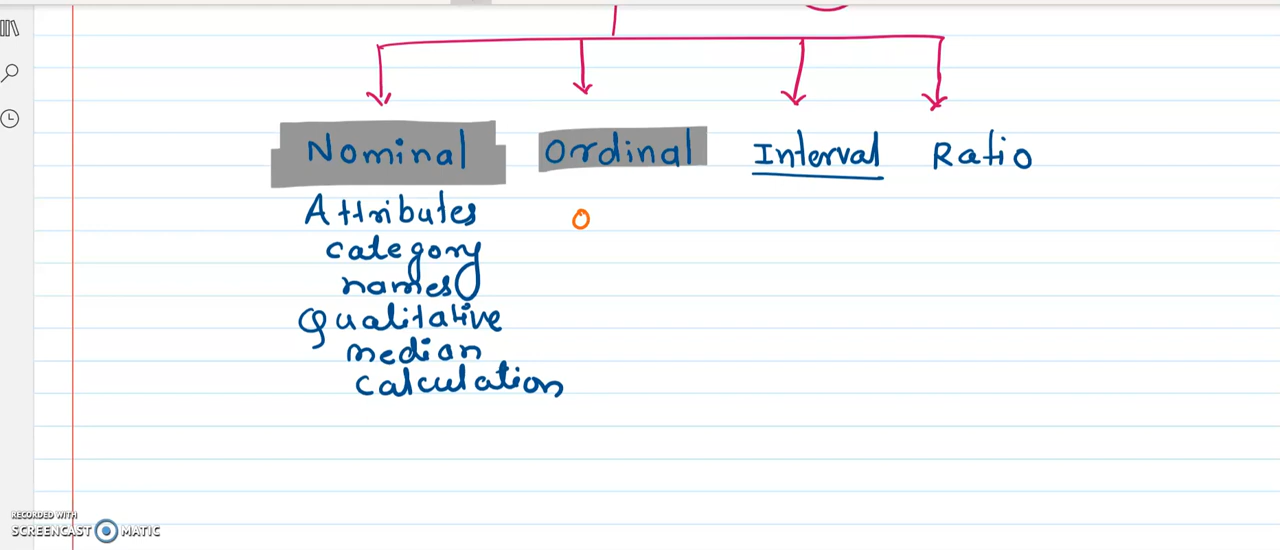 Nominal Ordinal Interval Ratio
Attributes
O
category
names
Qualitative
median
calculation
RECORDED WITH
SCREENCAST MATIC